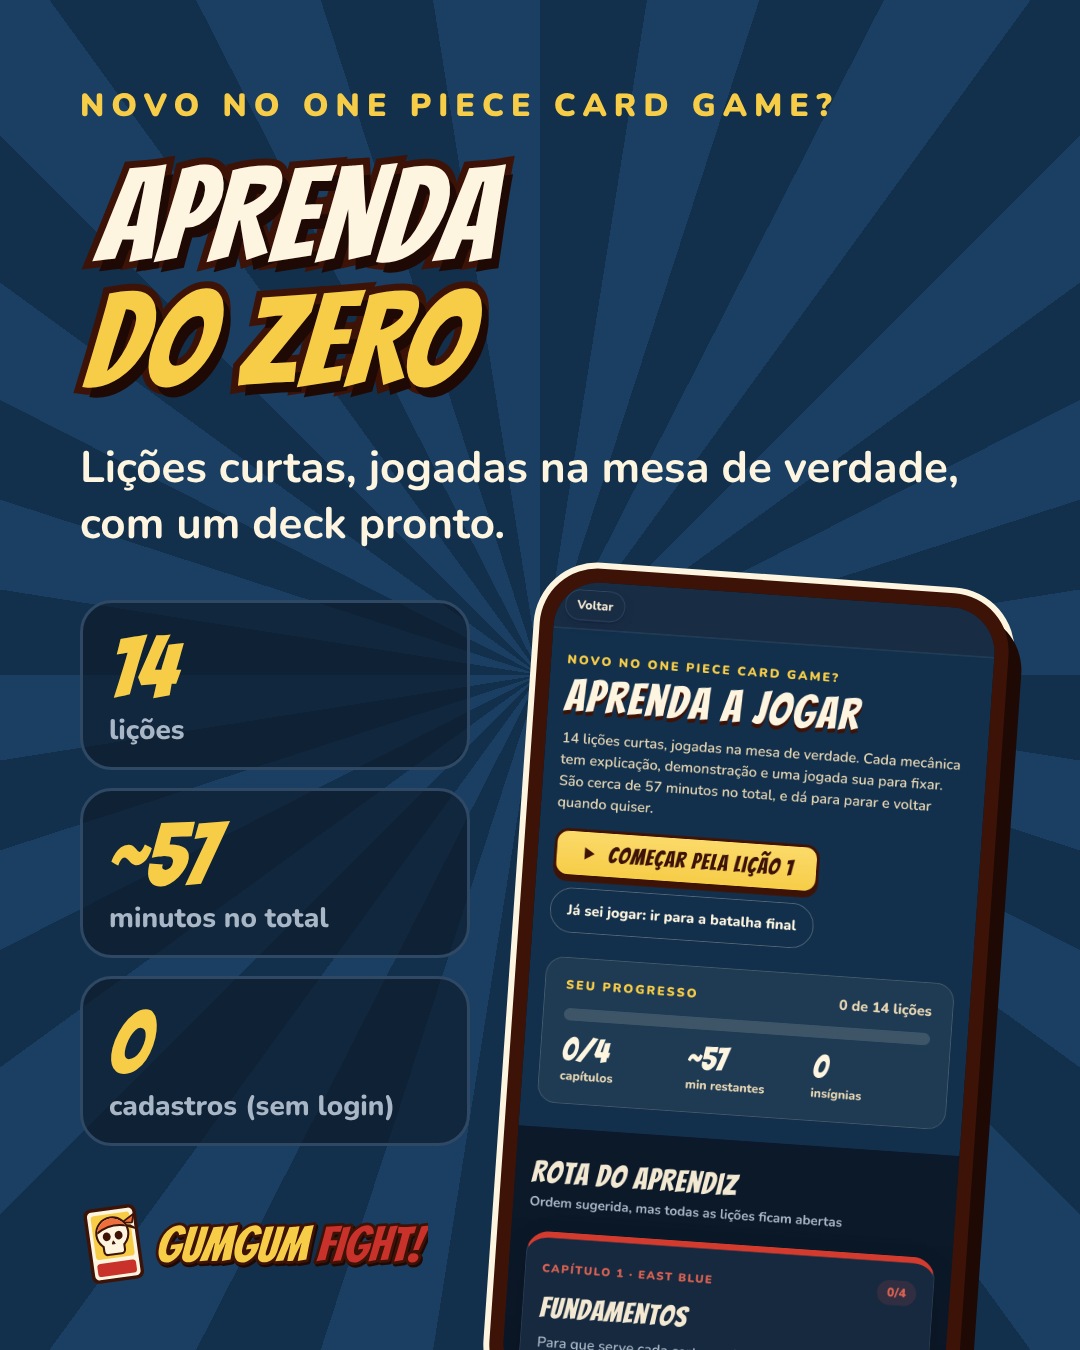 NOVO NO ONE PIECE CARD GAME?
APRENDA
DO ZERO
Lições curtas, jogadas na mesa de verdade,
com um deck pronto.
14
lições
~57
minutos no total
0
cadastros (sem login)
GUMGUM FIGHT!
Voltar
NOVO NO ONE PIECE CARD GAME?
APRENDA A JOGAR
14 lições curtas, jogadas na mesa de verdade. Cada mecânica
tem explicação, demonstração e uma jogada sua para fixar.
São cerca de 57 minutos no total, e dá para parar e voltar
quando quiser.
COMEÇAR PELA LIÇÃO 1
Já sei jogar: ir para a batalha final
SEU PROGRESSO
0 de 14 lições
0/4
capítulos
~57
min restantes
0
insígnias
ROTA DO APRENDIZ
Ordem sugerida, mas todas as lições ficam abertas
CAPÍTULO 1 · EAST BLUE
0/4
FUNDAMENTOS
Para que serve cada